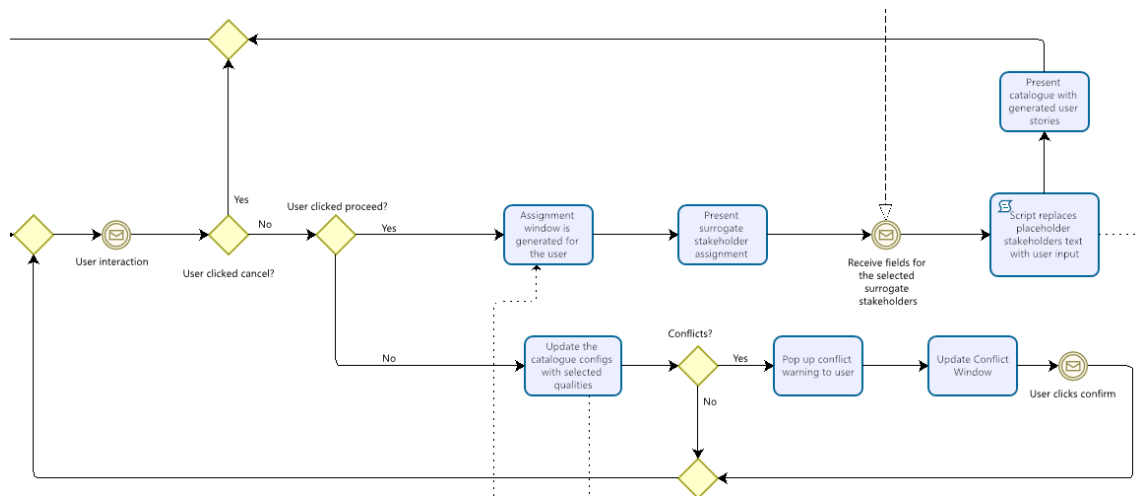 Present
catalogue with
generated user
stories
Yes
No
User clicked proceed?
Yes
User interaction
User clicked cancel?
Assignment
window is
generated for
the user
Present
surrogate
stakeholder
assignment
Receive fields for
the selected
surrogate
stakeholders
Script replaces
placeholder
stakeholders text
with user input
No
Update the
catalogue configs
with selected
qualities
Conflicts?
Yes
No
Pop up conflict
warning to user
Update Conflict
Window
User clicks confirm